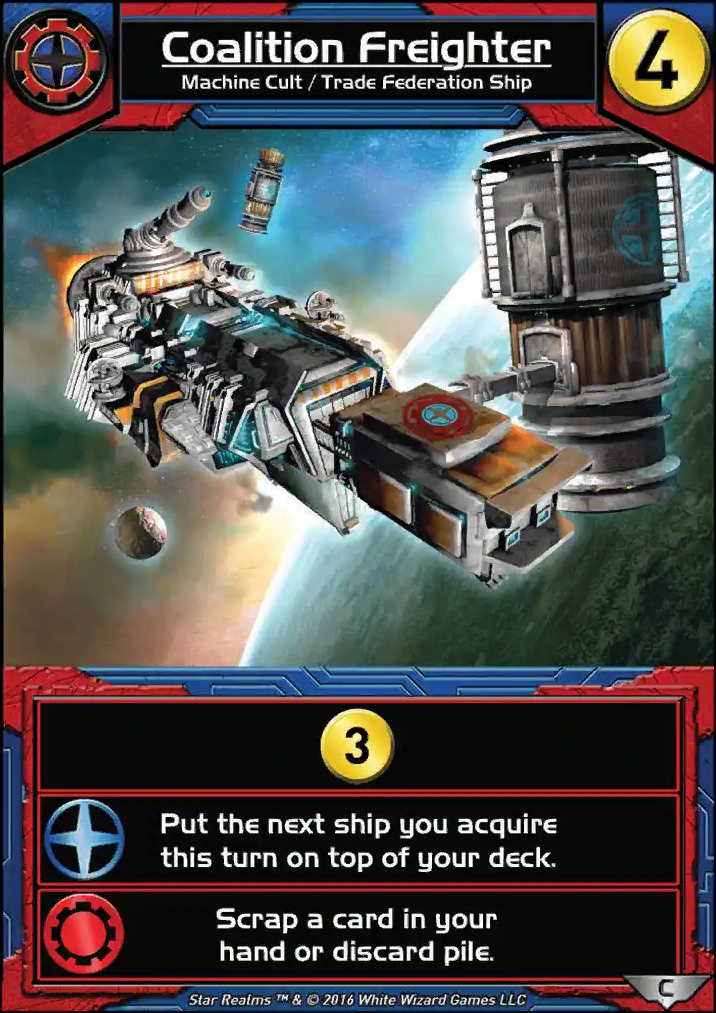 Coalition Freighter
4
Machine Cult / Trade Federation Ship
3
Put the next ship you acquire
this turn on top of your deck.
Scrap a card in your
hand or discard pile.
C
Star Realms ™ & © 2016 White Wizard Games LLC